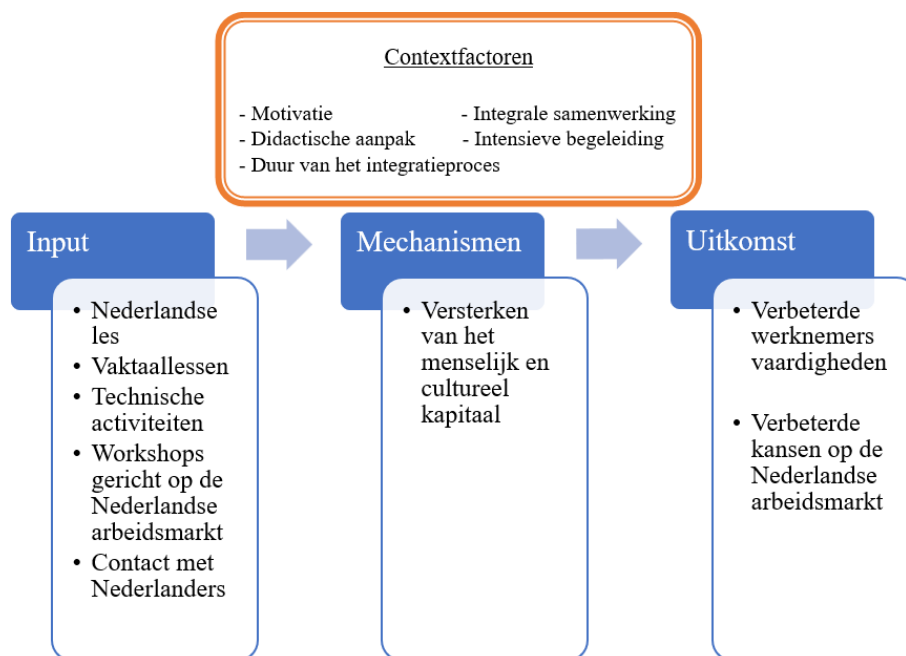 Contextfactoren
- Motivatie
- Integrale samenwerking
- Didactische aanpak
- Intensieve begeleiding
- Duur van het integratieproces
Input
• Nederlandse
les
• Vaktaallessen
• Technische
activiteiten
• Workshops
gericht op de
Nederlandse
arbeidsmarkt
• Contact met
Nederlanders
Mechanismen
• Versterken
van het
menselijk en
cultureel
kapitaal
Uitkomst
• Verbeterde
werknemers
vaardigheden
• Verbeterde
kansen op de
Nederlandse
arbeidsmarkt